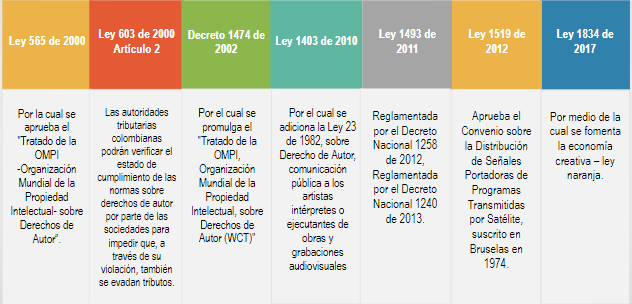 Ley 565 de 2000
Por la cual se
aprueba el
"Tratado de la
OMPI
-Organización
Mundial de la
Propiedad
Intelectual- sobre
Derechos de
Autor".
Ley 603 de 2000
Artículo 2
Las autoridades
tributarias
colombianas
podrán verificar el
estado de
cumplimiento de las
normas sobre
derechos de autor
por parte de las
sociedades para
impedir que, a
través de su
violación, también
se evadan tributos.
Decreto 1474 de
2002
Por el cual se
promulga el
"Tratado de la
OMPI,
Organización
Mundial de la
Propiedad
Intelectual, sobre
Derechos de
Autor (WCT)"
Ley 1403 de 2010
Por el cual se
adiciona la Ley 23
de 1982, sobre
Derecho de Autor,
comunicación
pública a los
artistas
intérpretes o
ejecutantes de
obras y
grabaciones
audiovisuales
Ley 1493 de
2011
Reglamentada
por el Decreto
Nacional 1258
de 2012,
Reglamentada
por el Decreto
Nacional 1240
de 2013.
Ley 1519 de
2012
Aprueba el
Convenio sobre
la Distribución
de Señales
Portadoras de
Programas
Transmitidas
por Satélite,
suscrito en
Bruselas en
1974.
Ley 1834 de
2017
Por medio de la
cual se fomenta
la economía
creativa – ley
naranja.